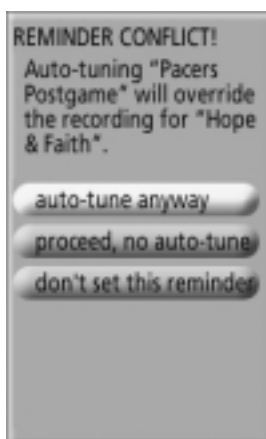 REMINDER CONFLICT!
Auto-tuning "Pacers
Postgame" will override
the recording for "Hope
& Faith".
auto-tune anyway
proceed, no auto-tune
don't set this reminder